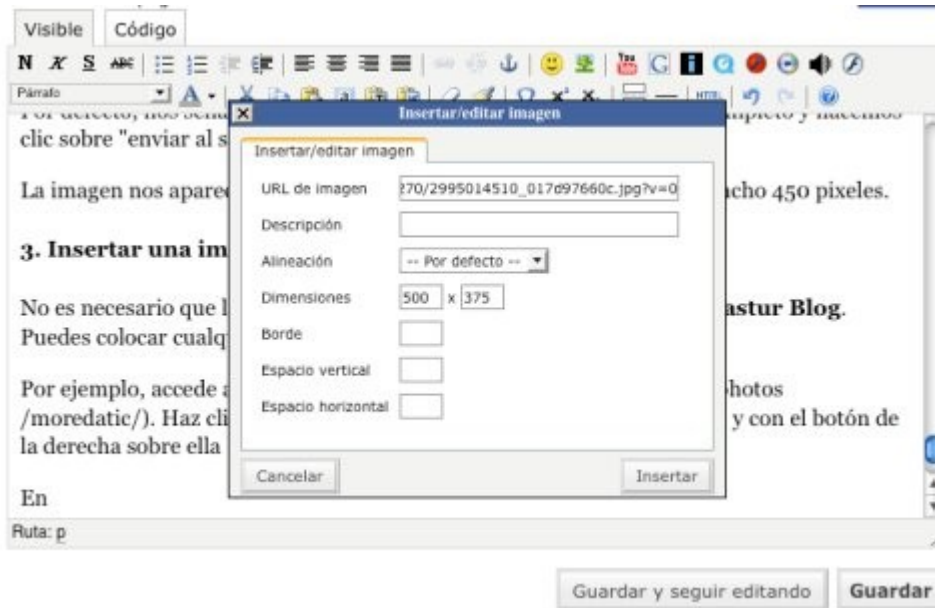 Visible Código
N K S ABC
Párrafo A HTML
Insertar/editar imagen
clic sobre "enviar al s
Insertar/editar imagen
La imagen nos apare
URL de imagen 270/2995014510_017d97660c.jpg?v=0
cho 450 pixeles.
Descripción
3. Insertar una im
Alineación -- Por defecto --
No es necesario que l
Dimensiones 500 x 375
astur Blog.
Puedes colocar cualq
Borde
Espacio vertical
Por ejemplo, accede a
hotos
Espacio horizontal
/moredatic/). Haz cli
y con el botón de
la derecha sobre ella
Cancelar Insertar
En
Ruta: p
Guardar y seguir editando Guardar